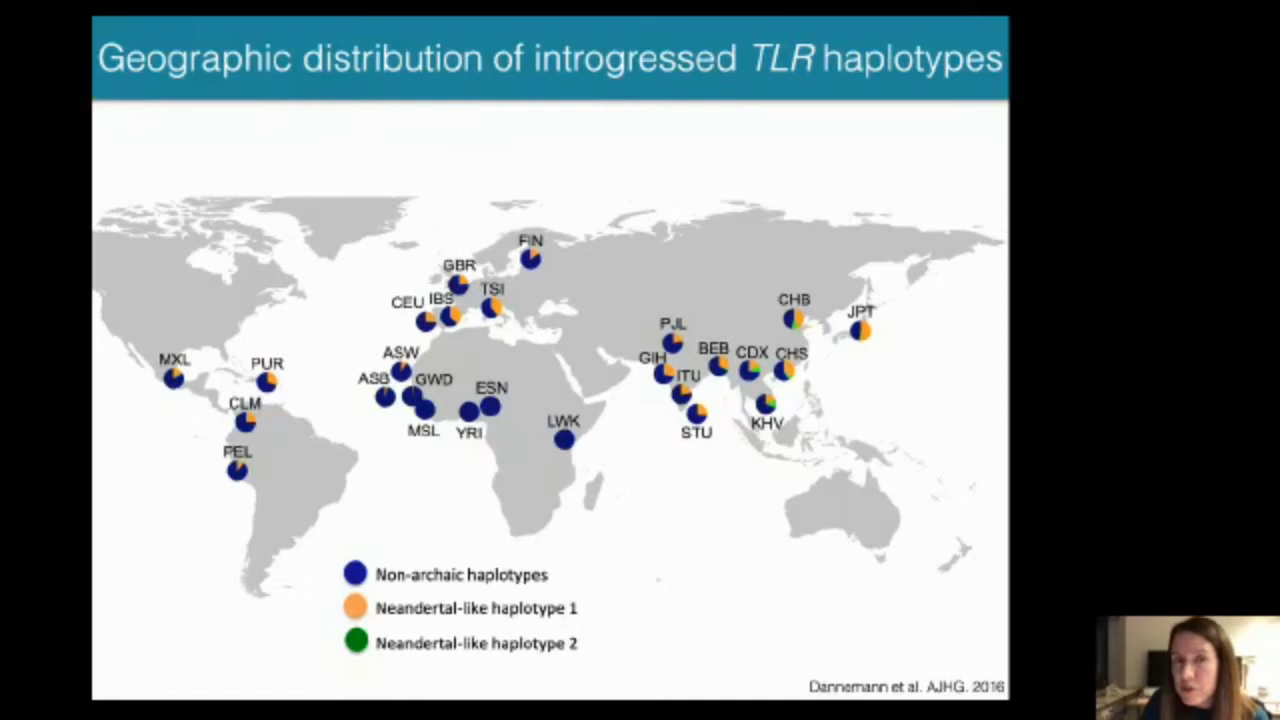 Geographic distribution of introgressed TLR haplotypes
FIN
GBR
TSI
CEU IBS
CHB
JPT
PJL
BEB CDX CHS
GIH
ITU
MXL
PUR
ASW
ASB GWD
ESN
CLM
LWK
KHV
MSL YRI
STU
PEL
Non-archaic haplotypes
Neandertal-like haplotype 1
Neandertal-like haplotype 2
Dannemann et al. AJHG. 2016